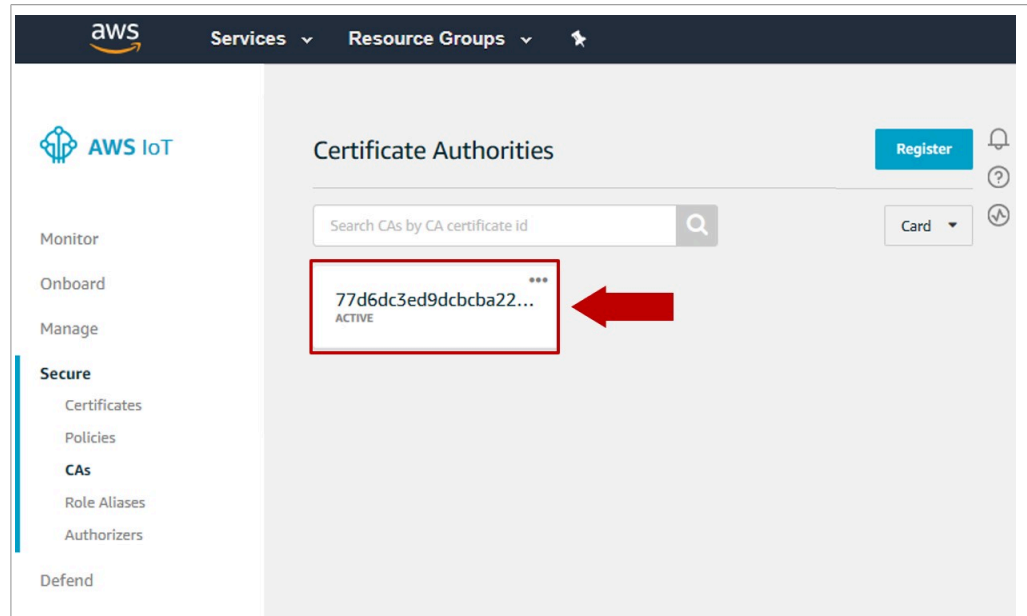 aws
Services
Resource Groups
AWS IoT
Monitor
Onboard
Manage
Secure
Certificates
Policies
CAs
Role Aliases
Authorizers
Defend
Certificate Authorities
Register
Search CAs by CA certificate id
Card
77d6dc3ed9dcbcba22...
ACTIVE